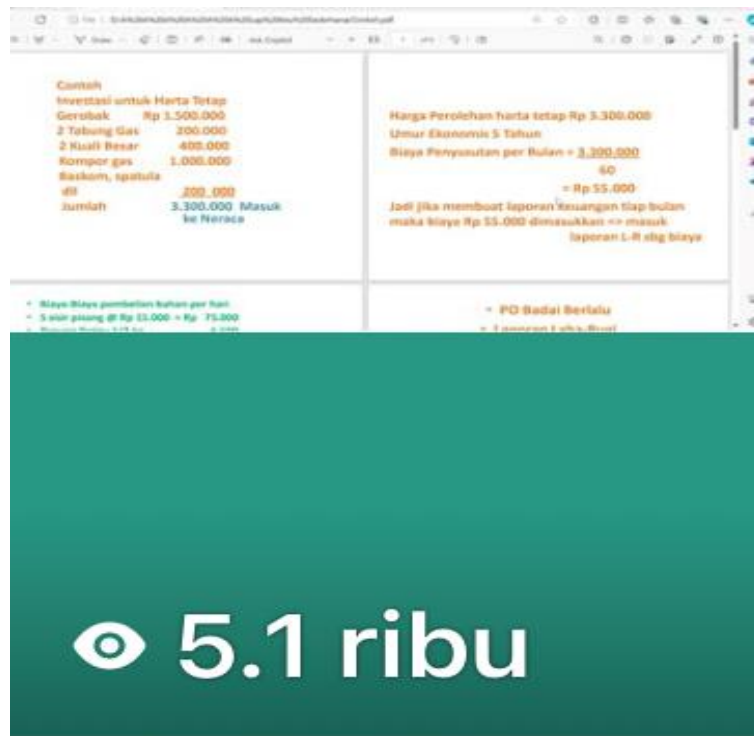 Contoh
Investasi untuk Harta Tetap
Gerobak Rp 1.500.000
2 Tabung Gas 200.000
2 Kuali Besar 400.000
Kompor gas 1.000.000
Baskom, spatula
dll 200.000
Jumlah 3.300.000 Masuk
ke Neraca
Harga Perolehan harta tetap Rp 3.300.000
Umur Ekonomis 5 Tahun
Biaya Penyusutan per Bulan = 3.300.000
60
= Rp 55.000
Jadi jika membuat laporan keuangan tiap bulan
maka biaya Rp 55.000 dimasukkan => masuk
laporan L-R sbg biaya
• Biaya Biaya pembelian bahan per hari
• 5 sisir pisang @ Rp 15.000 = Rp 75.000
• PO Badai Berlalu
• Laporan Laba-Rugi
5.1 ribu